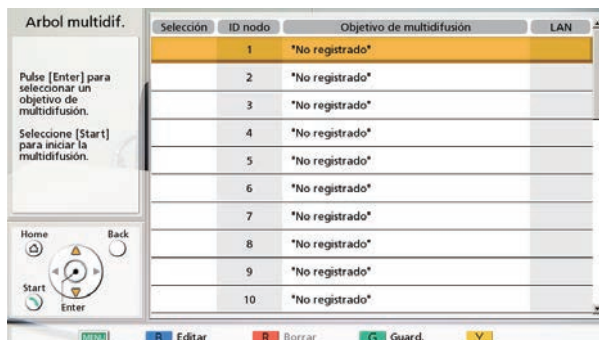 Arbol multidif.
Pulse [Enter] para
seleccionar un
objetivo de
multidifusión.
Seleccione [Start]
para iniciar la
multidifusión.
Home
Back
Start
Enter
Selección ID nodo Objetivo de multidifusión LAN
1 "No registrado"
2 "No registrado"
3 "No registrado"
4 "No registrado"
5 "No registrado"
6 "No registrado"
7 "No registrado"
8 "No registrado"
9 "No registrado"
10 "No registrado"
MENU B Editar R Borrar G Guard. Y